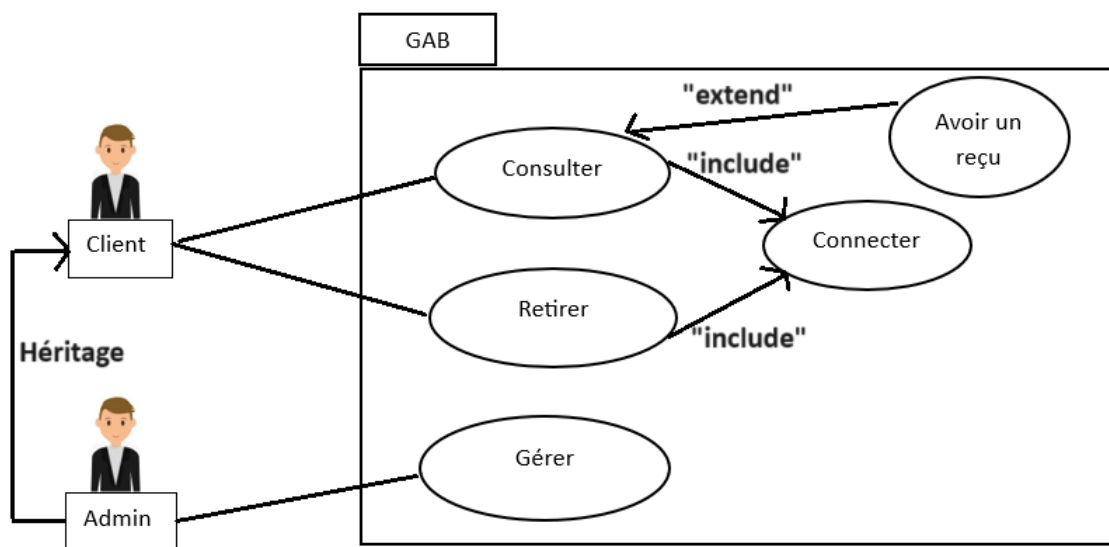 GAB
"extend"
Avoir un
reçu
Consulter
"include"
Client
Connecter
Retirer
"include"
Héritage
Gérer
Admin